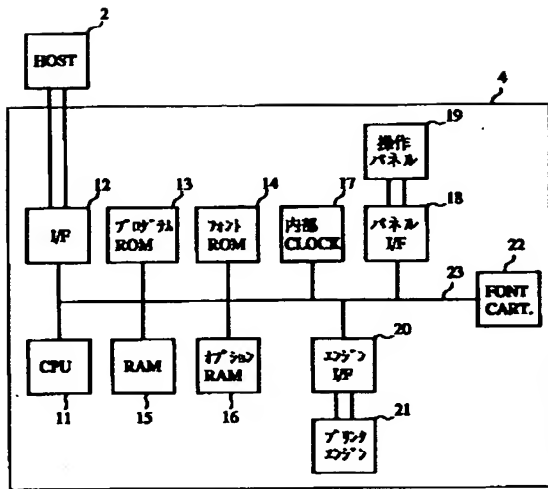 2
HOST
4
19
操作
パネル
12
13
14
17
18
I/F
プログラム
ROM
フォント
ROM
内部
CLOCK
パネル
I/F
22
23
FONT
CART.
20
CPU
RAM
オプション
RAM
エンジン
I/F
11
15
16
21
プリンタ
エンジン